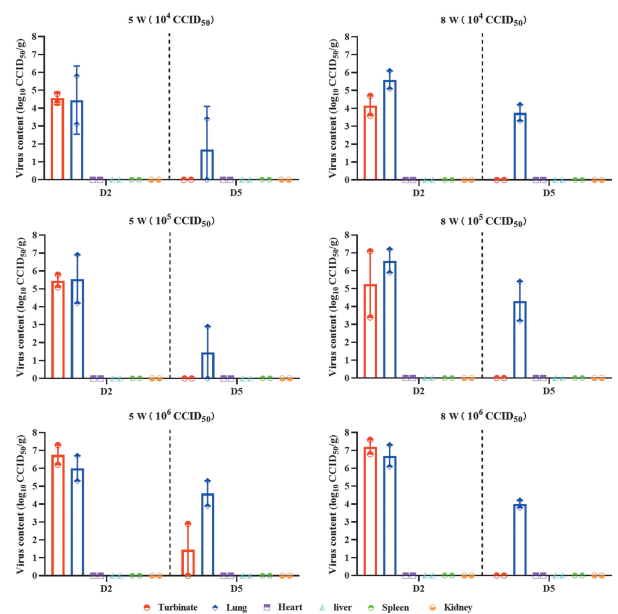 5 W ( 10⁴ CCID₅₀)
Virus content (log₁₀ CCID₅₀/g)
8
7
6
5
4
3
2
1
0
D2 D5
8 W ( 10⁴ CCID₅₀)
Virus content (log₁₀ CCID₅₀/g)
8
7
6
5
4
3
2
1
0
D2 D5
5 W ( 10⁵ CCID₅₀)
Virus content (log₁₀ CCID₅₀/g)
8
7
6
5
4
3
2
1
0
D2 D5
8 W ( 10⁵ CCID₅₀)
Virus content (log₁₀ CCID₅₀/g)
8
7
6
5
4
3
2
1
0
D2 D5
5 W ( 10⁶ CCID₅₀)
Virus content (log₁₀ CCID₅₀/g)
8
7
6
5
4
3
2
1
0
D2 D5
8 W ( 10⁶ CCID₅₀)
Virus content (log₁₀ CCID₅₀/g)
8
7
6
5
4
3
2
1
0
D2 D5
Turbinate Lung Heart liver Spleen Kidney